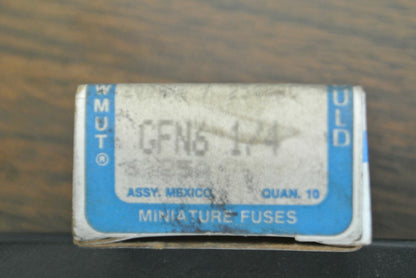 WMUT®
GFN6 1/4
ASSY. MEXICO
QUAN. 10
MINIATURE FUSES
ULD